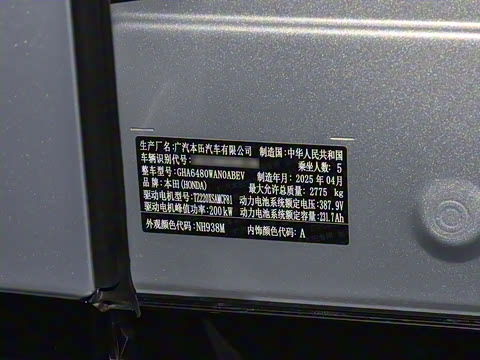 生产厂名:广汽本田汽车有限公司 制造国:中华人民共和国
车辆识别代号: 乘坐人数: 5
整车型号:GHA6480WAN0ABEV 制造年月: 2025 年 04月
品牌:本田(HONDA) 最大允许总质量: 2775 kg
驱动电机型号:TZ220XSAMCF01 动力电池系统额定电压:387.9V
驱动电机峰值功率:200kW 动力电池系统额定容量:231.7Ah
外观颜色代码:NH938M 内饰颜色代码: A